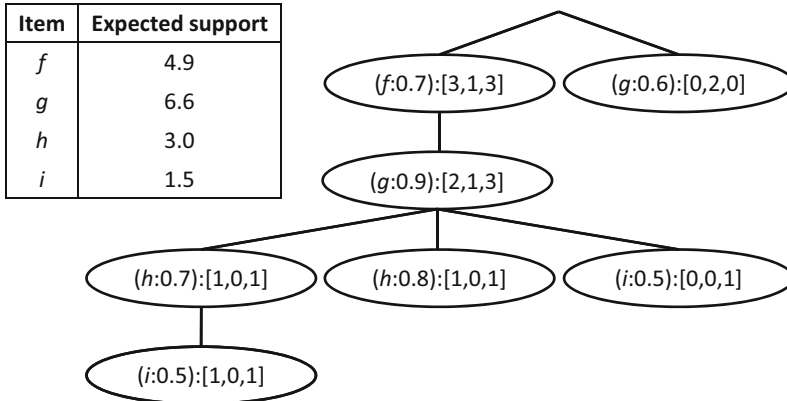 Item Expected support
f 4.9
g 6.6
h 3.0
i 1.5
(f:0.7):[3,1,3] (g:0.6):[0,2,0]
(g:0.9):[2,1,3]
(h:0.7):[1,0,1] (h:0.8):[1,0,1] (i:0.5):[0,0,1]
(i:0.5):[1,0,1]